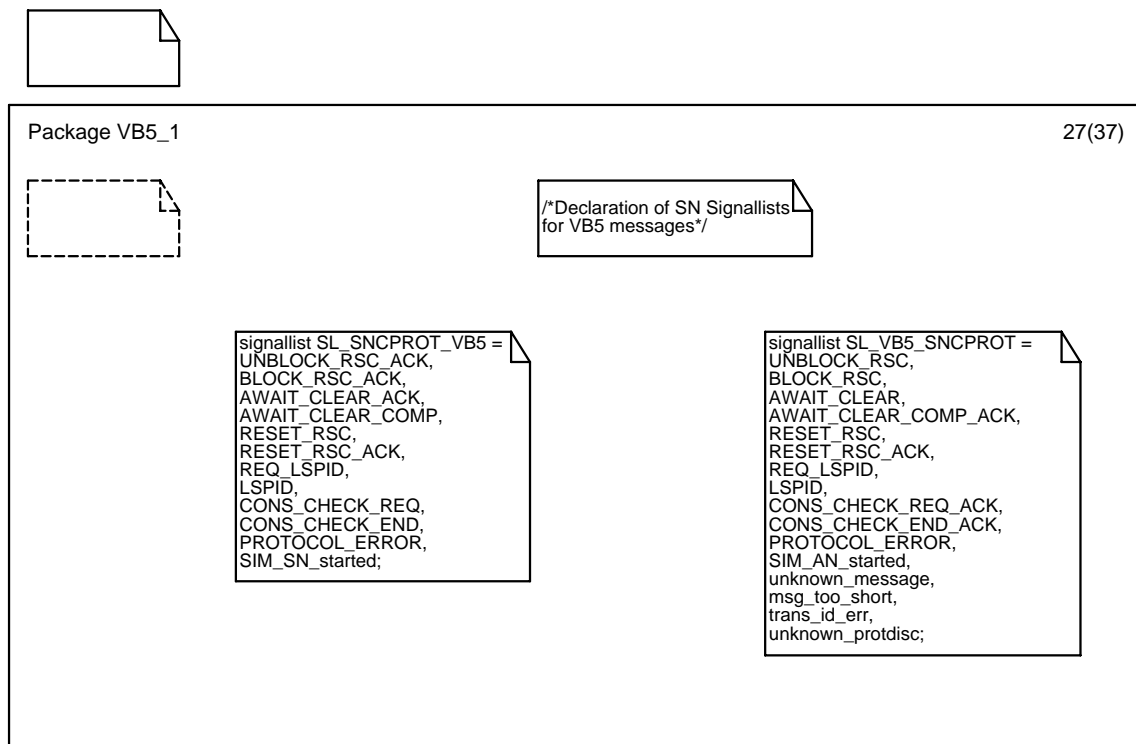 Package VB5_1
27(37)
/*Declaration of SN Signallists
for VB5 messages*/
signallist SL_SNCPROT_VB5 =
UNBLOCK_RSC_ACK,
BLOCK_RSC_ACK,
AWAIT_CLEAR_ACK,
AWAIT_CLEAR_COMP,
RESET_RSC,
RESET_RSC_ACK,
REQ_LSPID,
LSPID,
CONS_CHECK_REQ,
CONS_CHECK_END,
PROTOCOL_ERROR,
SIM_SN_started;
signallist SL_VB5_SNCPROT =
UNBLOCK_RSC,
BLOCK_RSC,
AWAIT_CLEAR,
AWAIT_CLEAR_COMP_ACK,
RESET_RSC,
RESET_RSC_ACK,
REQ_LSPID,
LSPID,
CONS_CHECK_REQ_ACK,
CONS_CHECK_END_ACK,
PROTOCOL_ERROR,
SIM_AN_started,
unknown_message,
msg_too_short,
trans_id_err,
unknown_protdisc;